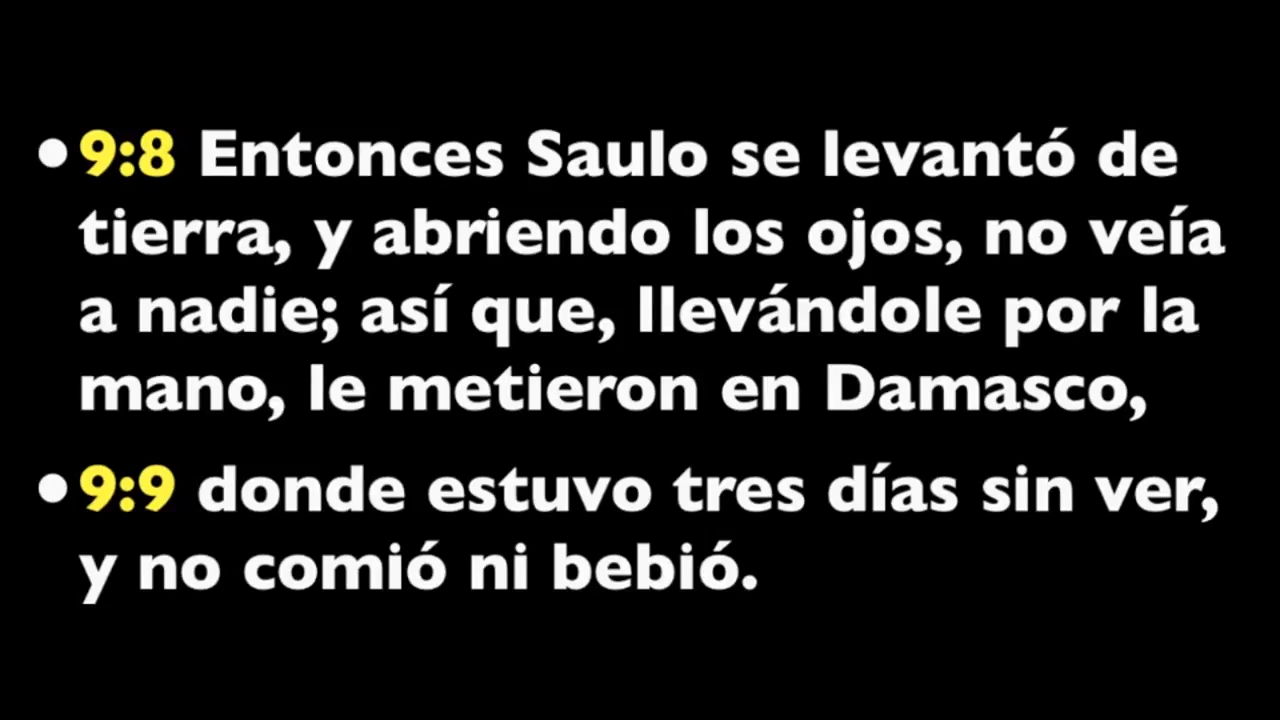 •9:8 Entonces Saulo se levantó de
tierra, y abriendo los ojos, no veía
a nadie; así que, llevándole por la
mano, le metieron en Damasco,
•9:9 donde estuvo tres días sin ver,
y no comió ni bebió.